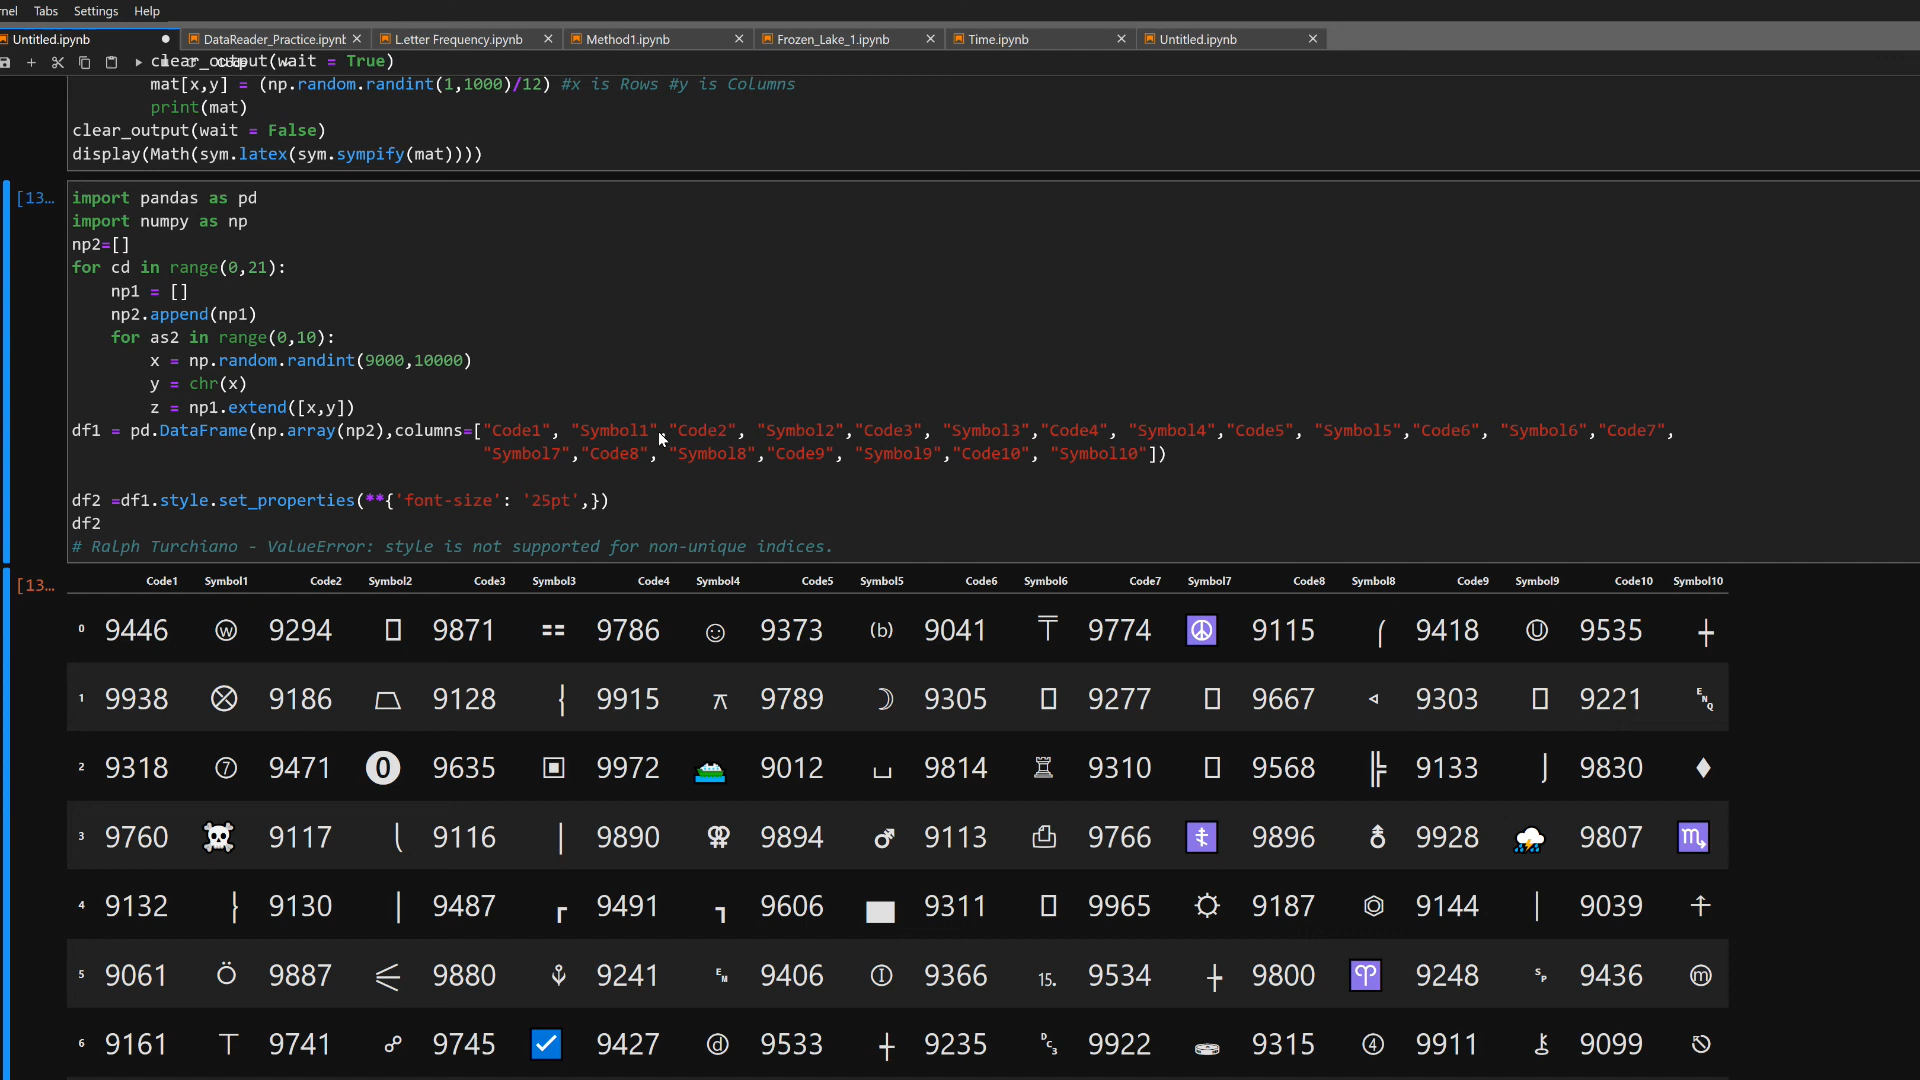 nel Tabs Settings Help
Untitled.ipynb DataReader_Practice.ipynb Letter Frequency.ipynb Method1.ipynb Frozen_Lake_1.ipynb Time.ipynb Untitled.ipynb
clear_output(wait = True)
mat[x,y] = (np.random.randint(1,1000)/12) #x is Rows #y is Columns
print(mat)
clear_output(wait = False)
display(Math(sym.latex(sym.sympify(mat))))
[13…
import pandas as pd
import numpy as np
np2=[]
for cd in range(0,21):
np1 = []
np2.append(np1)
for as2 in range(0,10):
x = np.random.randint(9000,10000)
y = chr(x)
z = np1.extend([x,y])
df1 = pd.DataFrame(np.array(np2),columns=["Code1", "Symbol1","Code2", "Symbol2","Code3", "Symbol3","Code4", "Symbol4","Code5", "Symbol5","Code6", "Symbol6","Code7",
"Symbol7","Code8", "Symbol8","Code9", "Symbol9","Code10", "Symbol10"])
df2 =df1.style.set_properties(**{'font-size': '25pt',})
df2
# Ralph Turchiano - ValueError: style is not supported for non-unique indices.
[13…
Code1 Symbol1 Code2 Symbol2 Code3 Symbol3 Code4 Symbol4 Code5 Symbol5 Code6 Symbol6 Code7 Symbol7 Code8 Symbol8 Code9 Symbol9 Code10 Symbol10
0 9446 ⓦ 9294 ⑎ 9871 ⚏ 9786 ☺ 9373 ⒝ 9041 ⍑ 9774 ☮ 9115 ⎛ 9418 Ⓤ 9535 ┿
1 9938 ⛒ 9186 ⏢ 9128 ⎨ 9915 ⚻ 9789 ☽ 9305 ⑙ 9277 ␽ 9667 ◃ 9303 ⑗ 9221 ␅
2 9318 ⑦ 9471 ⓿ 9635 ▣ 9972 ⛴ 9012 ⌴ 9814 ♖ 9310 ⑞ 9568 ╠ 9133 ⎭ 9830 ♦
3 9760 ☠ 9117 ⎝ 9116 ⎜ 9890 ⚢ 9894 ⚦ 9113 ⎙ 9766 ☦ 9896 ⚨ 9928 ⛈ 9807 ♏
4 9132 ⎬ 9130 ⎪ 9487 ┏ 9491 ┓ 9606 ▆ 9311 ⑟ 9965 ⛭ 9187 ⏣ 9144 ⎸ 9039 ⍏
5 9061 ⍥ 9887 ⚟ 9880 ⚘ 9241 ␙ 9406 Ⓘ 9366 ⒖ 9534 ┾ 9800 ♈ 9248 ␠ 9436 ⓜ
6 9161 ⏉ 9741 ☍ 9745 ☑ 9427 ⓓ 9533 ┽ 9235 ␓ 9922 ⛂ 9315 ④ 9911 ⚷ 9099 ⎋